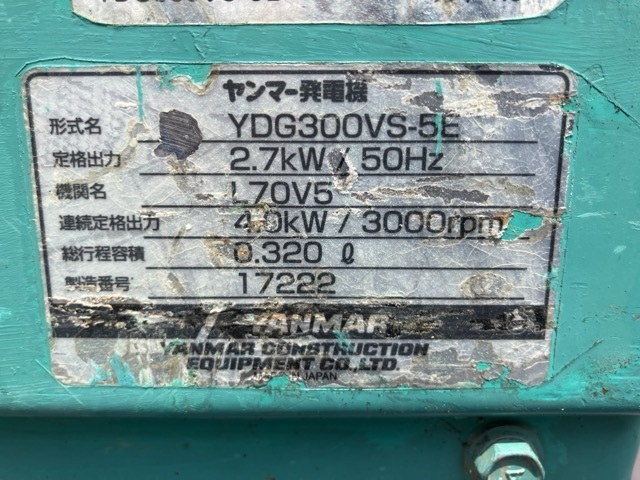 ヤンマー発電機
形式名 YDG300VS-5E
定格出力 2.7kW / 50Hz
機関名 L70V5
連続定格出力 4.0kW / 3000rpm
総行程容積 0.320 ℓ
製造番号 17222
YANMAR
YANMAR CONSTRUCTION
EQUIPMENT CO.,LTD.
IN JAPAN